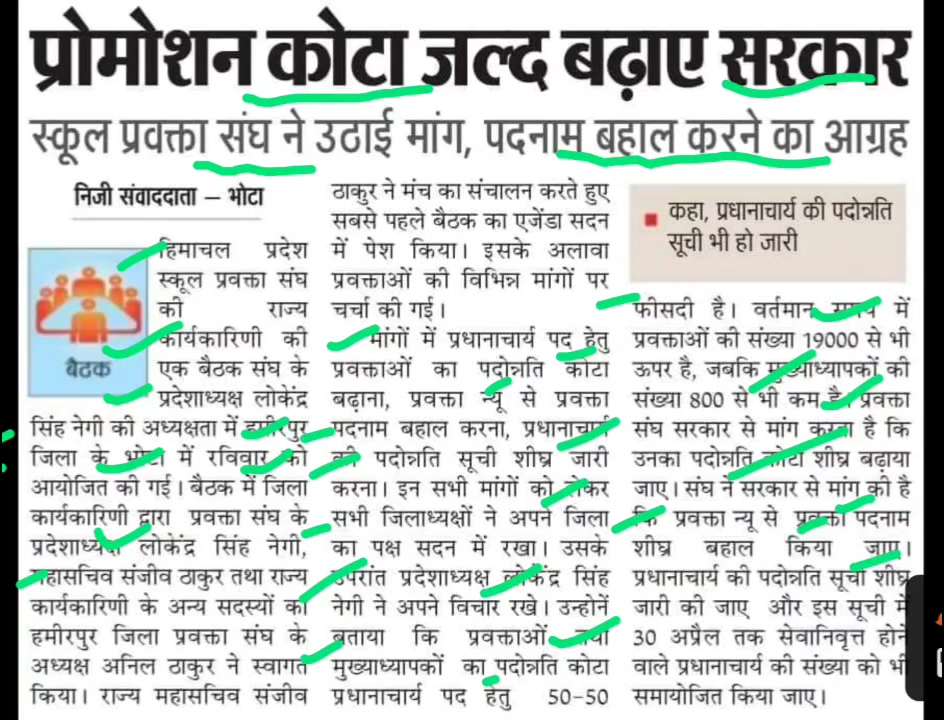 प्रोमोशन कोटा जल्द बढ़ाए सरकार
स्कूल प्रवक्ता संघ ने उठाई मांग, पदनाम बहाल करने का आग्रह
निजी संवाददाता – भोटा
बैठक
हिमाचल प्रदेश
स्कूल प्रवक्ता संघ
की राज्य
कार्यकारिणी की
एक बैठक संघ के
प्रदेशाध्यक्ष लोकेंद्र
सिंह नेगी की अध्यक्षता में हमीरपुर
जिला के भोटा में रविवार को
आयोजित की गई। बैठक में जिला
कार्यकारिणी द्वारा प्रवक्ता संघ के
प्रदेशाध्यक्ष लोकेंद्र सिंह नेगी,
महासचिव संजीव ठाकुर तथा राज्य
कार्यकारिणी के अन्य सदस्यों का
हमीरपुर जिला प्रवक्ता संघ के
अध्यक्ष अनिल ठाकुर ने स्वागत
किया। राज्य महासचिव संजीव
ठाकुर ने मंच का संचालन करते हुए
सबसे पहले बैठक का एजेंडा सदन
में पेश किया। इसके अलावा
प्रवक्ताओं की विभिन्न मांगों पर
चर्चा की गई।
मांगों में प्रधानाचार्य पद हेतु
प्रवक्ताओं का पदोन्नति कोटा
बढ़ाना, प्रवक्ता न्यू से प्रवक्ता
पदनाम बहाल करना, प्रधानाचार्य
की पदोन्नति सूची शीघ्र जारी
करना। इन सभी मांगों को लेकर
सभी जिलाध्यक्षों ने अपने जिला
का पक्ष सदन में रखा। उसके
उपरांत प्रदेशाध्यक्ष लोकेंद्र सिंह
नेगी ने अपने विचार रखे। उन्होनें
बताया कि प्रवक्ताओं तथा
मुख्याध्यापकों का पदोन्नति कोटा
प्रधानाचार्य पद हेतु 50-50
कहा, प्रधानाचार्य की पदोन्नति
सूची भी हो जारी
फीसदी है। वर्तमान समय में
प्रवक्ताओं की संख्या 19000 से भी
ऊपर है, जबकि मुख्याध्यापकों की
संख्या 800 से भी कम है। प्रवक्ता
संघ सरकार से मांग करता है कि
उनका पदोन्नति कोटा शीघ्र बढ़ाया
जाए। संघ ने सरकार से मांग की है
कि प्रवक्ता न्यू से प्रवक्ता पदनाम
शीघ्र बहाल किया जाए।
प्रधानाचार्य की पदोन्नति सूची शीघ्र
जारी की जाए और इस सूची में
30 अप्रैल तक सेवानिवृत्त होने
वाले प्रधानाचार्य की संख्या को भी
समायोजित किया जाए।